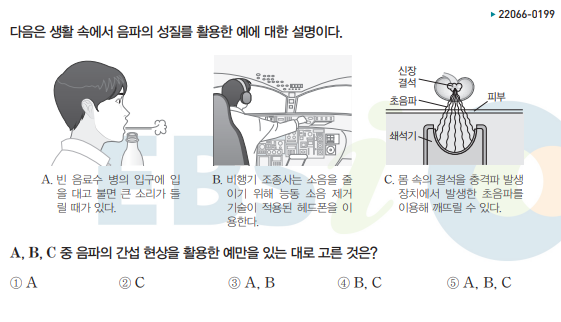 ▶ 22066-0199
다음은 생활 속에서 음파의 성질을 활용한 예에 대한 설명이다.
A. 빈 음료수 병의 입구에 입
을 대고 불면 큰 소리가 들
릴 때가 있다.
B. 비행기 조종사는 소음을 줄
이기 위해 능동 소음 제거
기술이 적용된 헤드폰을 이
용한다.
신장
결석
초음파
피부
쇄석기
C. 몸 속의 결석을 충격파 발생
장치에서 발생한 초음파를
이용해 깨뜨릴 수 있다.
A, B, C 중 음파의 간섭 현상을 활용한 예만을 있는 대로 고른 것은?
① A
② C
③ A, B
④ B, C
⑤ A, B, C
EBSi